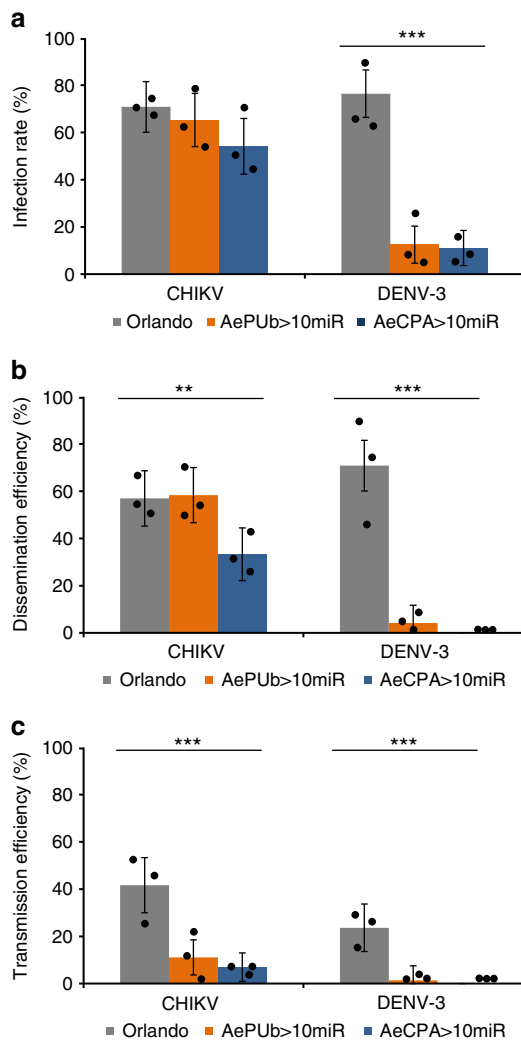 a
***
Infection rate (%)
100
80
60
40
20
0
CHIKV DENV-3
Orlando AePUb>10miR AeCPA>10miR
b
** ***
Dissemination efficiency (%)
100
80
60
40
20
0
CHIKV DENV-3
Orlando AePUb>10miR AeCPA>10miR
c
*** ***
Transmission efficiency (%)
100
80
60
40
20
0
CHIKV DENV-3
Orlando AePUb>10miR AeCPA>10miR